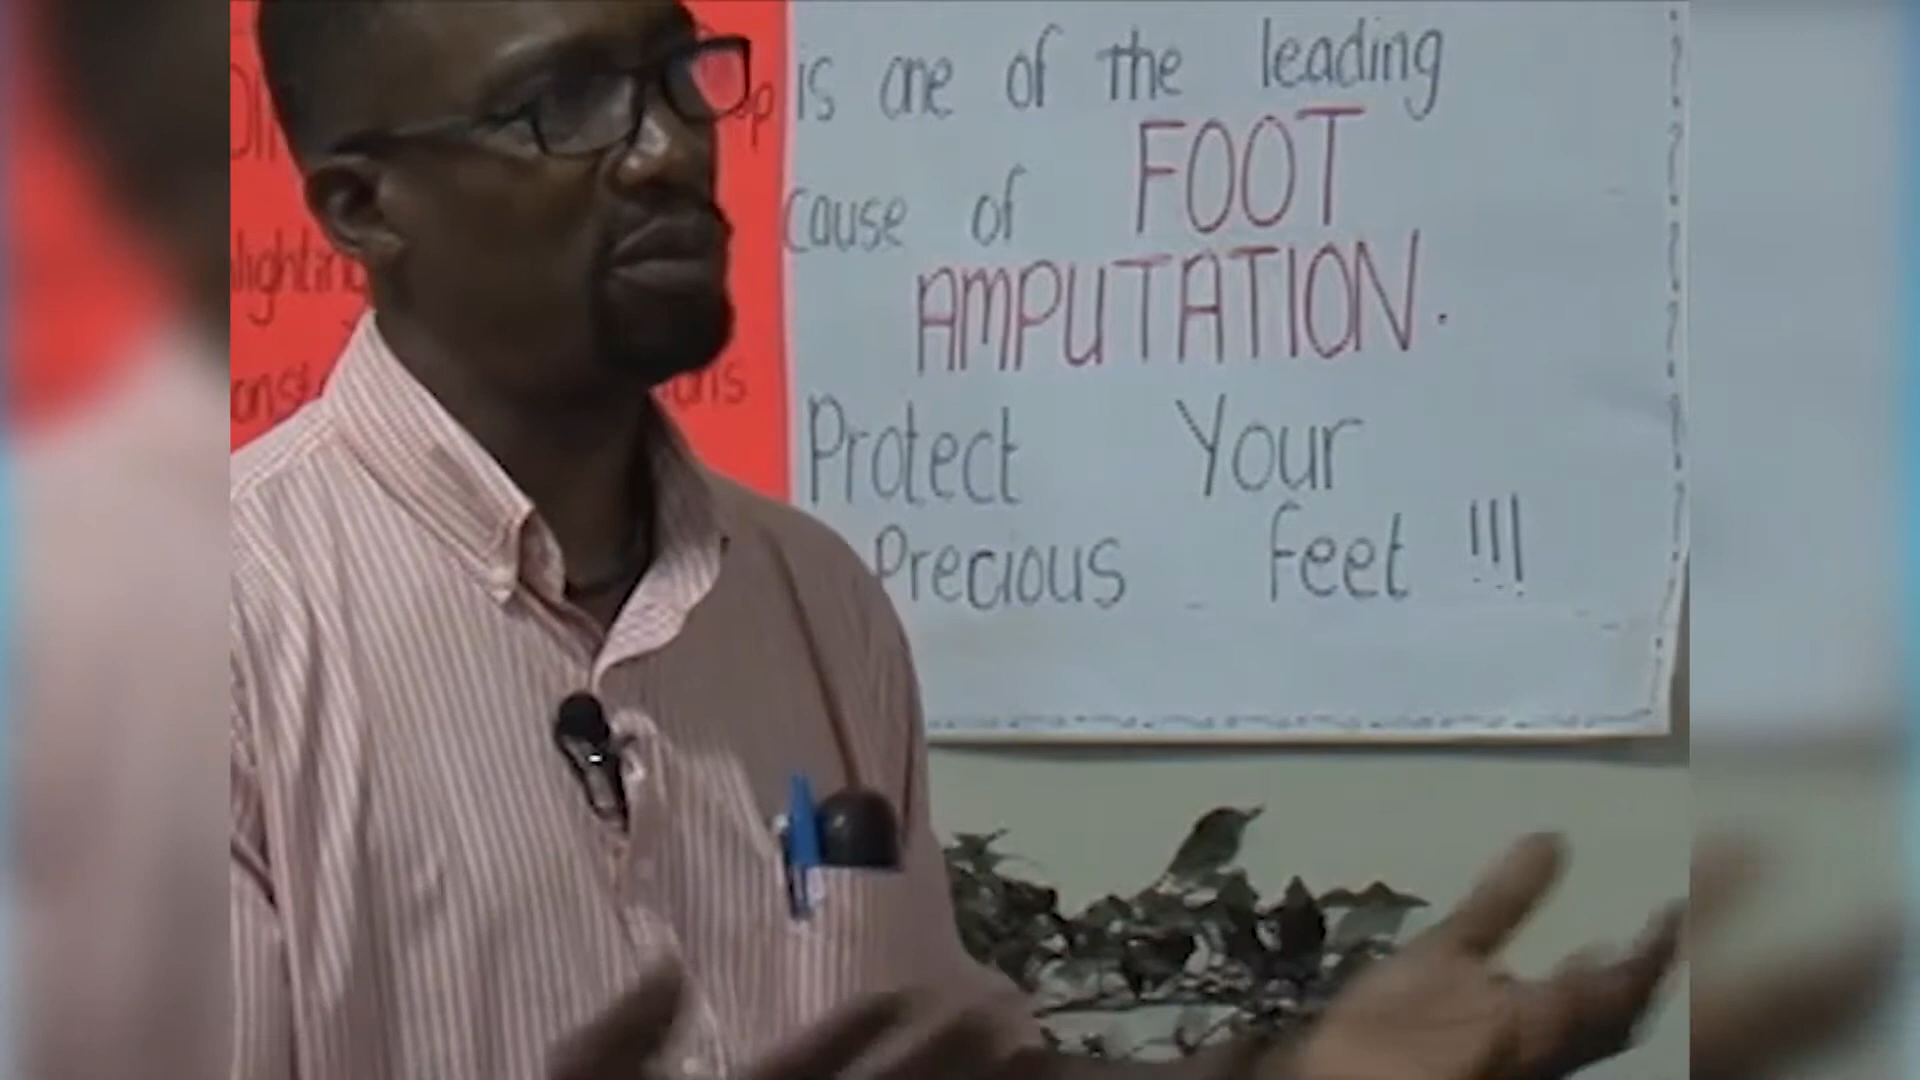 is one of the leading
cause of FOOT
AMPUTATION.
Protect Your
Precious feet !!!